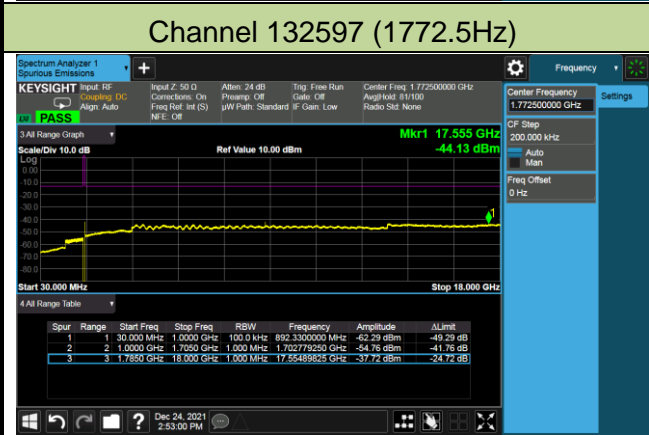 Channel 132597 (1772.5Hz)
Spectrum Analyzer 1
Spurious Emissions
+
Frequency
KEYSIGHT
Input: RF
Coupling: DC
Align: Auto
Input Z: 50 Ω
Corrections: On
Freq Ref: Int (S)
NFE: Off
Atten: 24 dB
Preamp: Off
µW Path: Standard
Trig: Free Run
Gate: Off
IF Gain: Low
Center Freq: 1.772500000 GHz
Avg|Hold: 81/100
Radio Std: None
PASS
Center Frequency
1.772500000 GHz
Settings
CF Step
200.000 kHz
Auto
Man
Freq Offset
0 Hz
3 All Range Graph
Mkr1 17.555 GHz
Scale/Div 10.0 dB
Ref Value 10.00 dBm
-44.13 dBm
Log
0.00
-10.0
-20.0
-30.0
-40.0
-50.0
-60.0
-70.0
-80.0
1
Start 30.000 MHz
Stop 18.000 GHz
4 All Range Table
Spur Range Start Freq Stop Freq RBW Frequency Amplitude ΔLimit
1 1 30.000 MHz 1.0000 GHz 100.0 kHz 892.3300000 MHz -62.29 dBm -49.29 dB
2 2 1.0000 GHz 1.7050 GHz 1.000 MHz 1.702779250 GHz -54.76 dBm -41.76 dB
3 3 1.7850 GHz 18.000 GHz 1.000 MHz 17.55489825 GHz -37.72 dBm -24.72 dB
?
Dec 24, 2021
2:53:00 PM